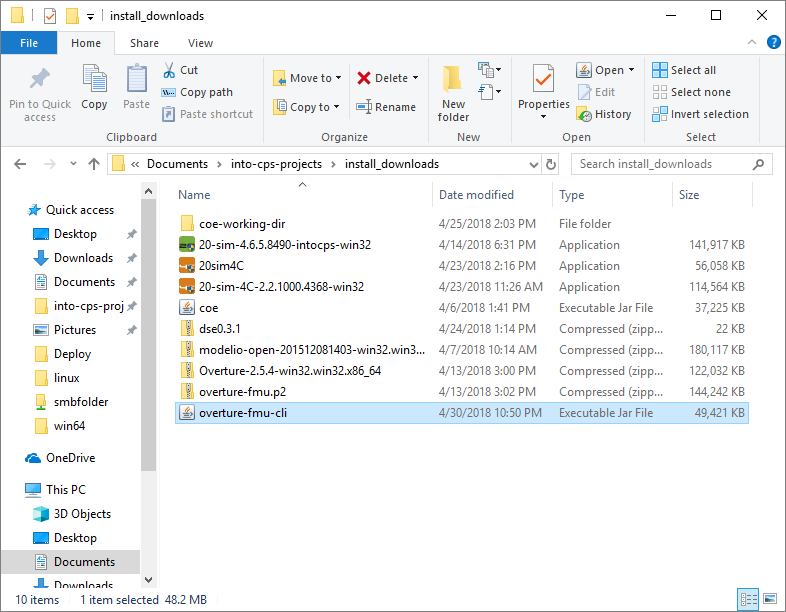 install_downloads
File Home Share View
Pin to Quick access
Copy
Paste
Cut
Copy path
Paste shortcut
Clipboard
Move to
Copy to
Delete
Rename
Organize
New folder
New
Properties
Open
Edit
History
Open
Select all
Select none
Invert selection
Select
« Documents > into-cps-projects > install_downloads
Search install_downloads
Quick access
Desktop
Downloads
Documents
into-cps-proj
Pictures
Deploy
linux
smbfolder
win64
OneDrive
This PC
3D Objects
Desktop
Documents
Downloads
Name Date modified Type Size
coe-working-dir 4/25/2018 2:03 PM File folder
20-sim-4.6.5.8490-intocps-win32 4/14/2018 6:31 PM Application 141,917 KB
20sim4C 4/23/2018 2:16 PM Application 56,058 KB
20-sim-4C-2.2.1000.4368-win32 4/23/2018 11:26 AM Application 114,564 KB
coe 4/6/2018 1:41 PM Executable Jar File 37,225 KB
dse0.3.1 4/24/2018 1:14 PM Compressed (zipp... 22 KB
modelio-open-201512081403-win32.win3... 4/7/2018 10:14 AM Compressed (zipp... 180,117 KB
Overture-2.5.4-win32.win32.x86_64 4/13/2018 3:00 PM Compressed (zipp... 122,032 KB
overture-fmu.p2 4/13/2018 3:02 PM Compressed (zipp... 144,242 KB
overture-fmu-cli 4/30/2018 10:50 PM Executable Jar File 49,421 KB
10 items 1 item selected 48.2 MB